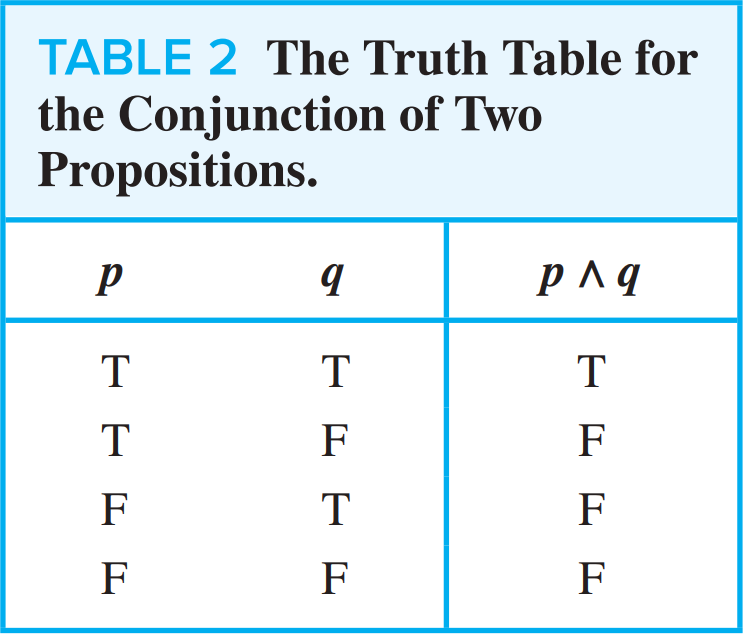 TABLE 2 The Truth Table for
the Conjunction of Two
Propositions.
p q p ∧ q
T T T
T F F
F T F
F F F